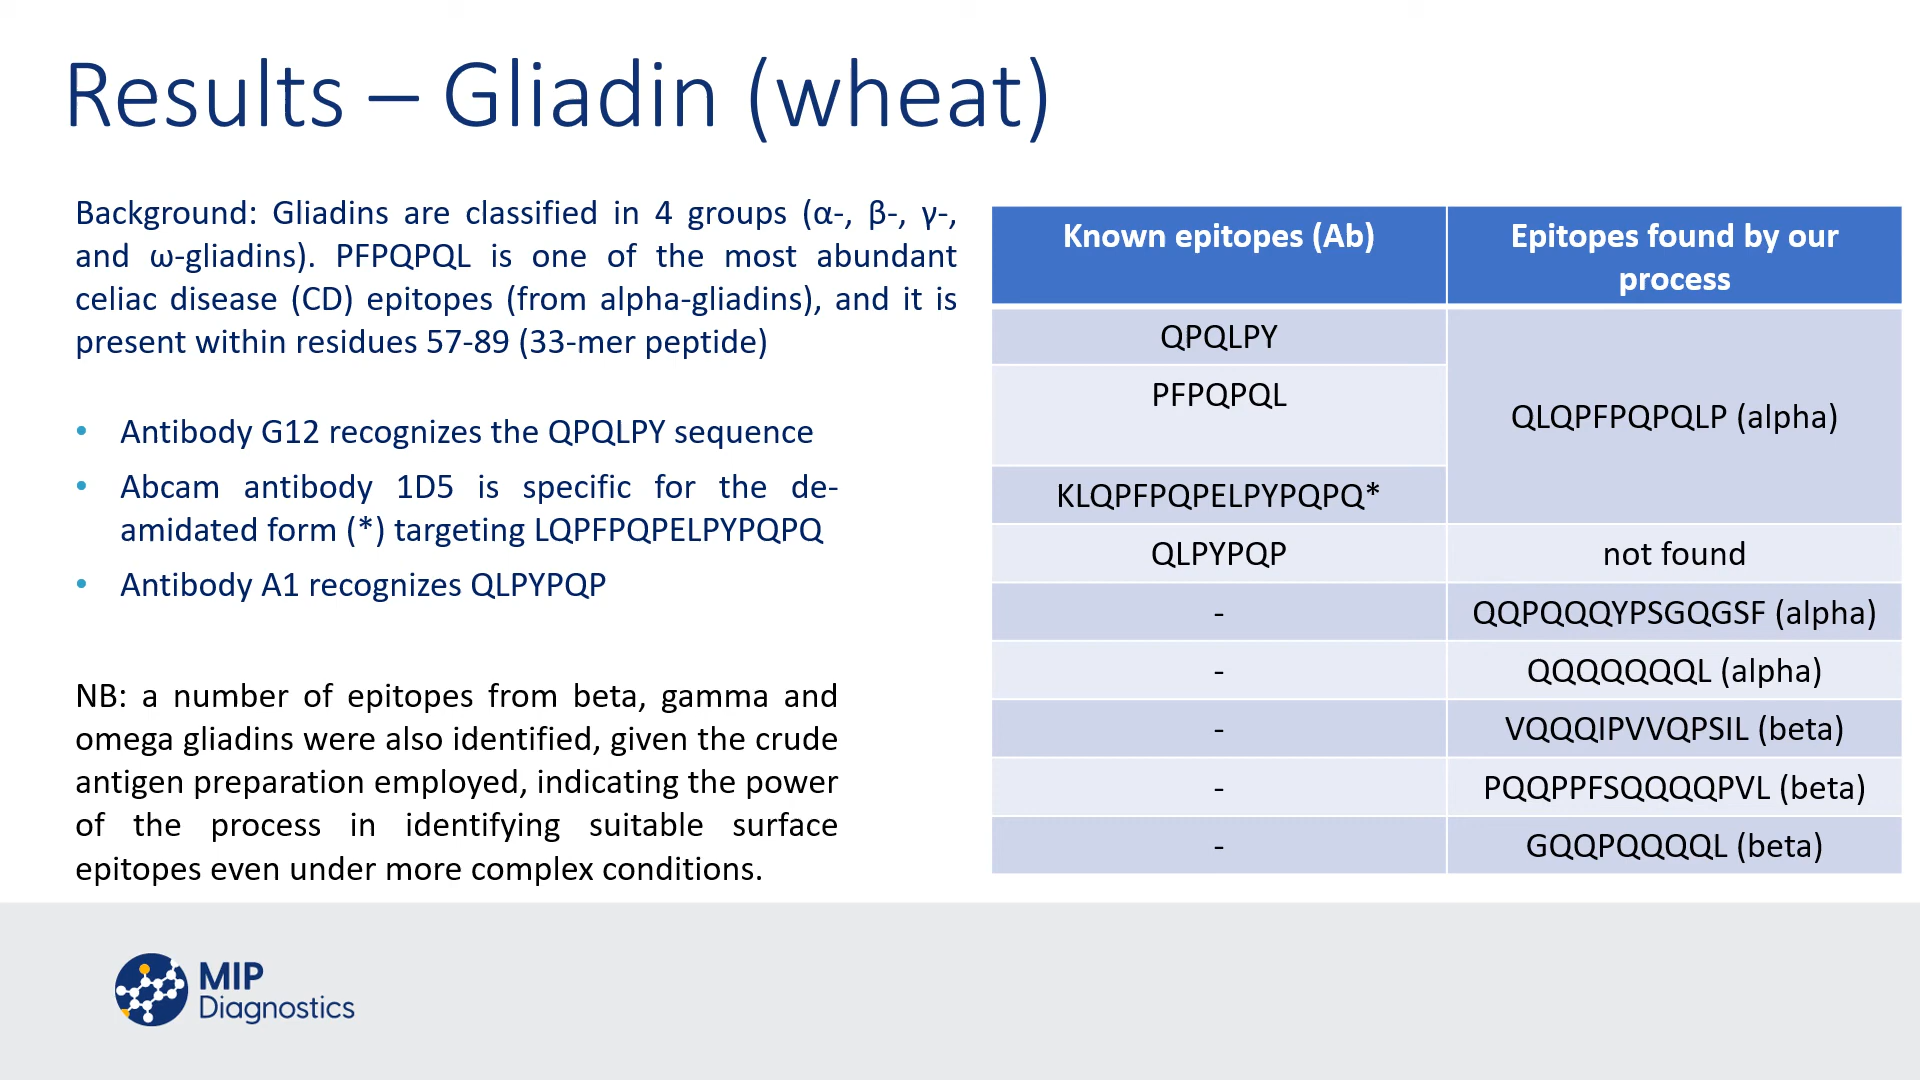 Results – Gliadin (wheat)
Background: Gliadins are classified in 4 groups (α-, β-, γ-,
and ω-gliadins). PFPQPQL is one of the most abundant
celiac disease (CD) epitopes (from alpha-gliadins), and it is
present within residues 57-89 (33-mer peptide)
• Antibody G12 recognizes the QPQLPY sequence
• Abcam antibody 1D5 is specific for the de-
amidated form (*) targeting LQPFPQPELPYPQPQ
• Antibody A1 recognizes QLPYPQP
NB: a number of epitopes from beta, gamma and
omega gliadins were also identified, given the crude
antigen preparation employed, indicating the power
of the process in identifying suitable surface
epitopes even under more complex conditions.
Known epitopes (Ab) Epitopes found by our
process
QPQLPY
PFPQPQL
QLQPFPQPQLP (alpha)
KLQPFPQPELPYPQPQ*
QLPYPQP not found
- QQPQQQYPSGQGSF (alpha)
- QQQQQQQL (alpha)
- VQQQIPVVQPSIL (beta)
- PQQPPFSQQQQPVL (beta)
- GQQPQQQQL (beta)
MIP
Diagnostics